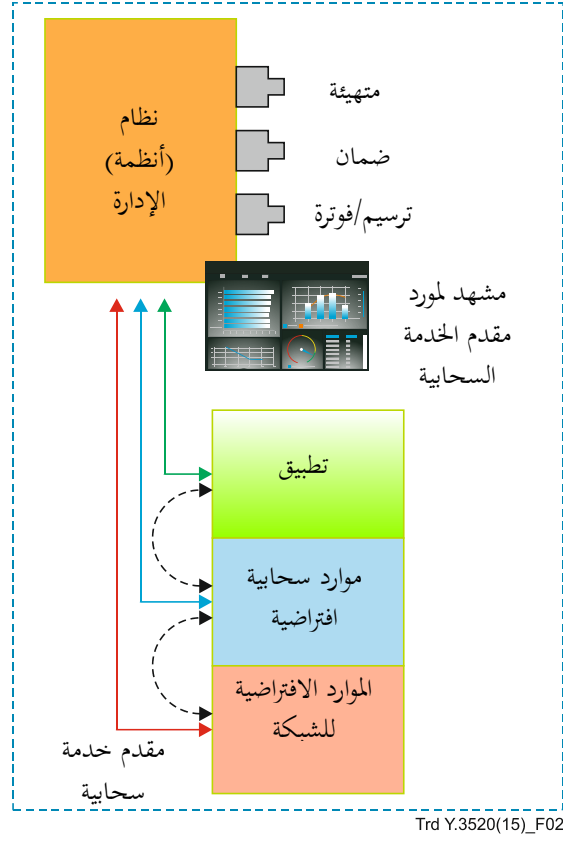 نظام
(أنظمة)
الإدارة
متهيئة
ضمان
ترسيم/فوترة
مشهد لمورد
مقدم الخدمة
السحابية
تطبيق
موارد سحابية
افتراضية
الموارد الافتراضية
للشبكة
مقدم خدمة
سحابية
Trd Y.3520(15)_F02